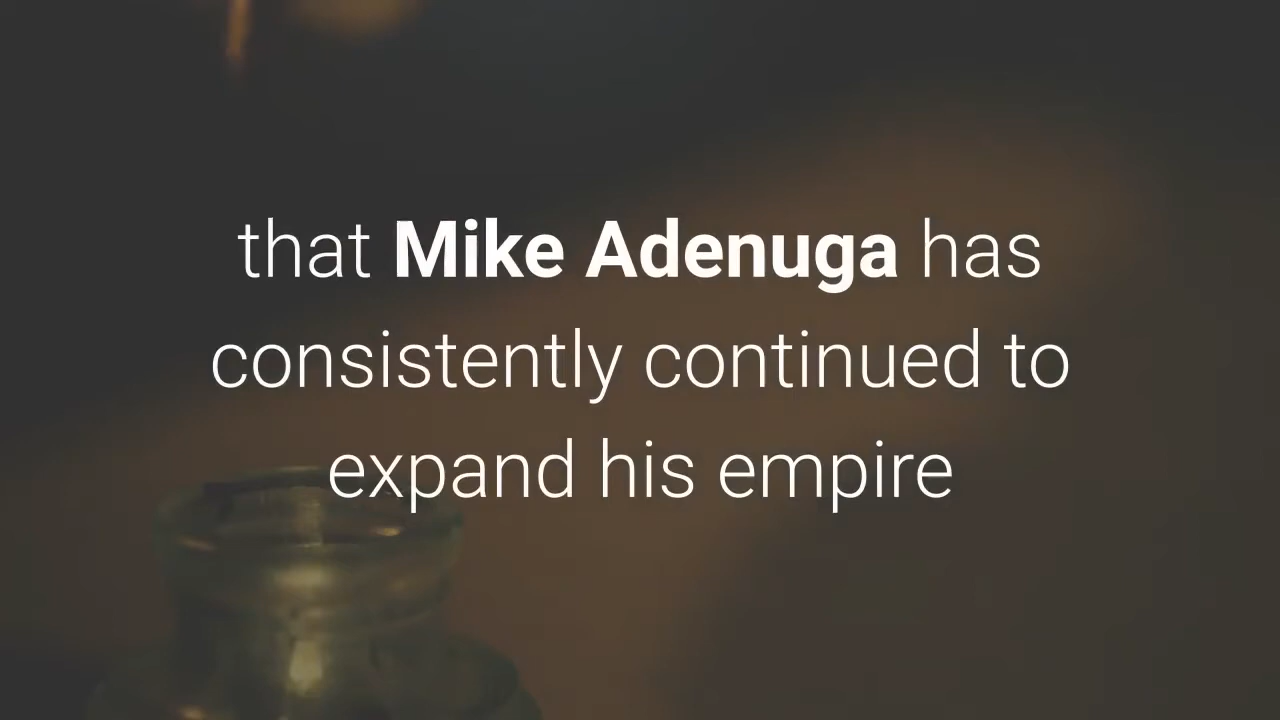 that Mike Adenuga has
consistently continued to
expand his empire